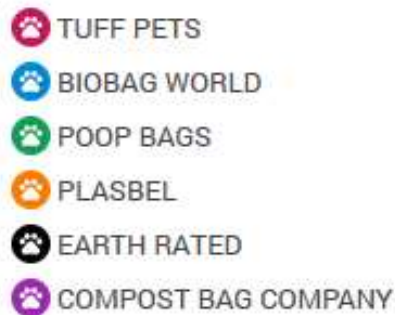 TUFF PETS
BIOBAG WORLD
POOP BAGS
PLASBEL
EARTH RATED
COMPOST BAG COMPANY